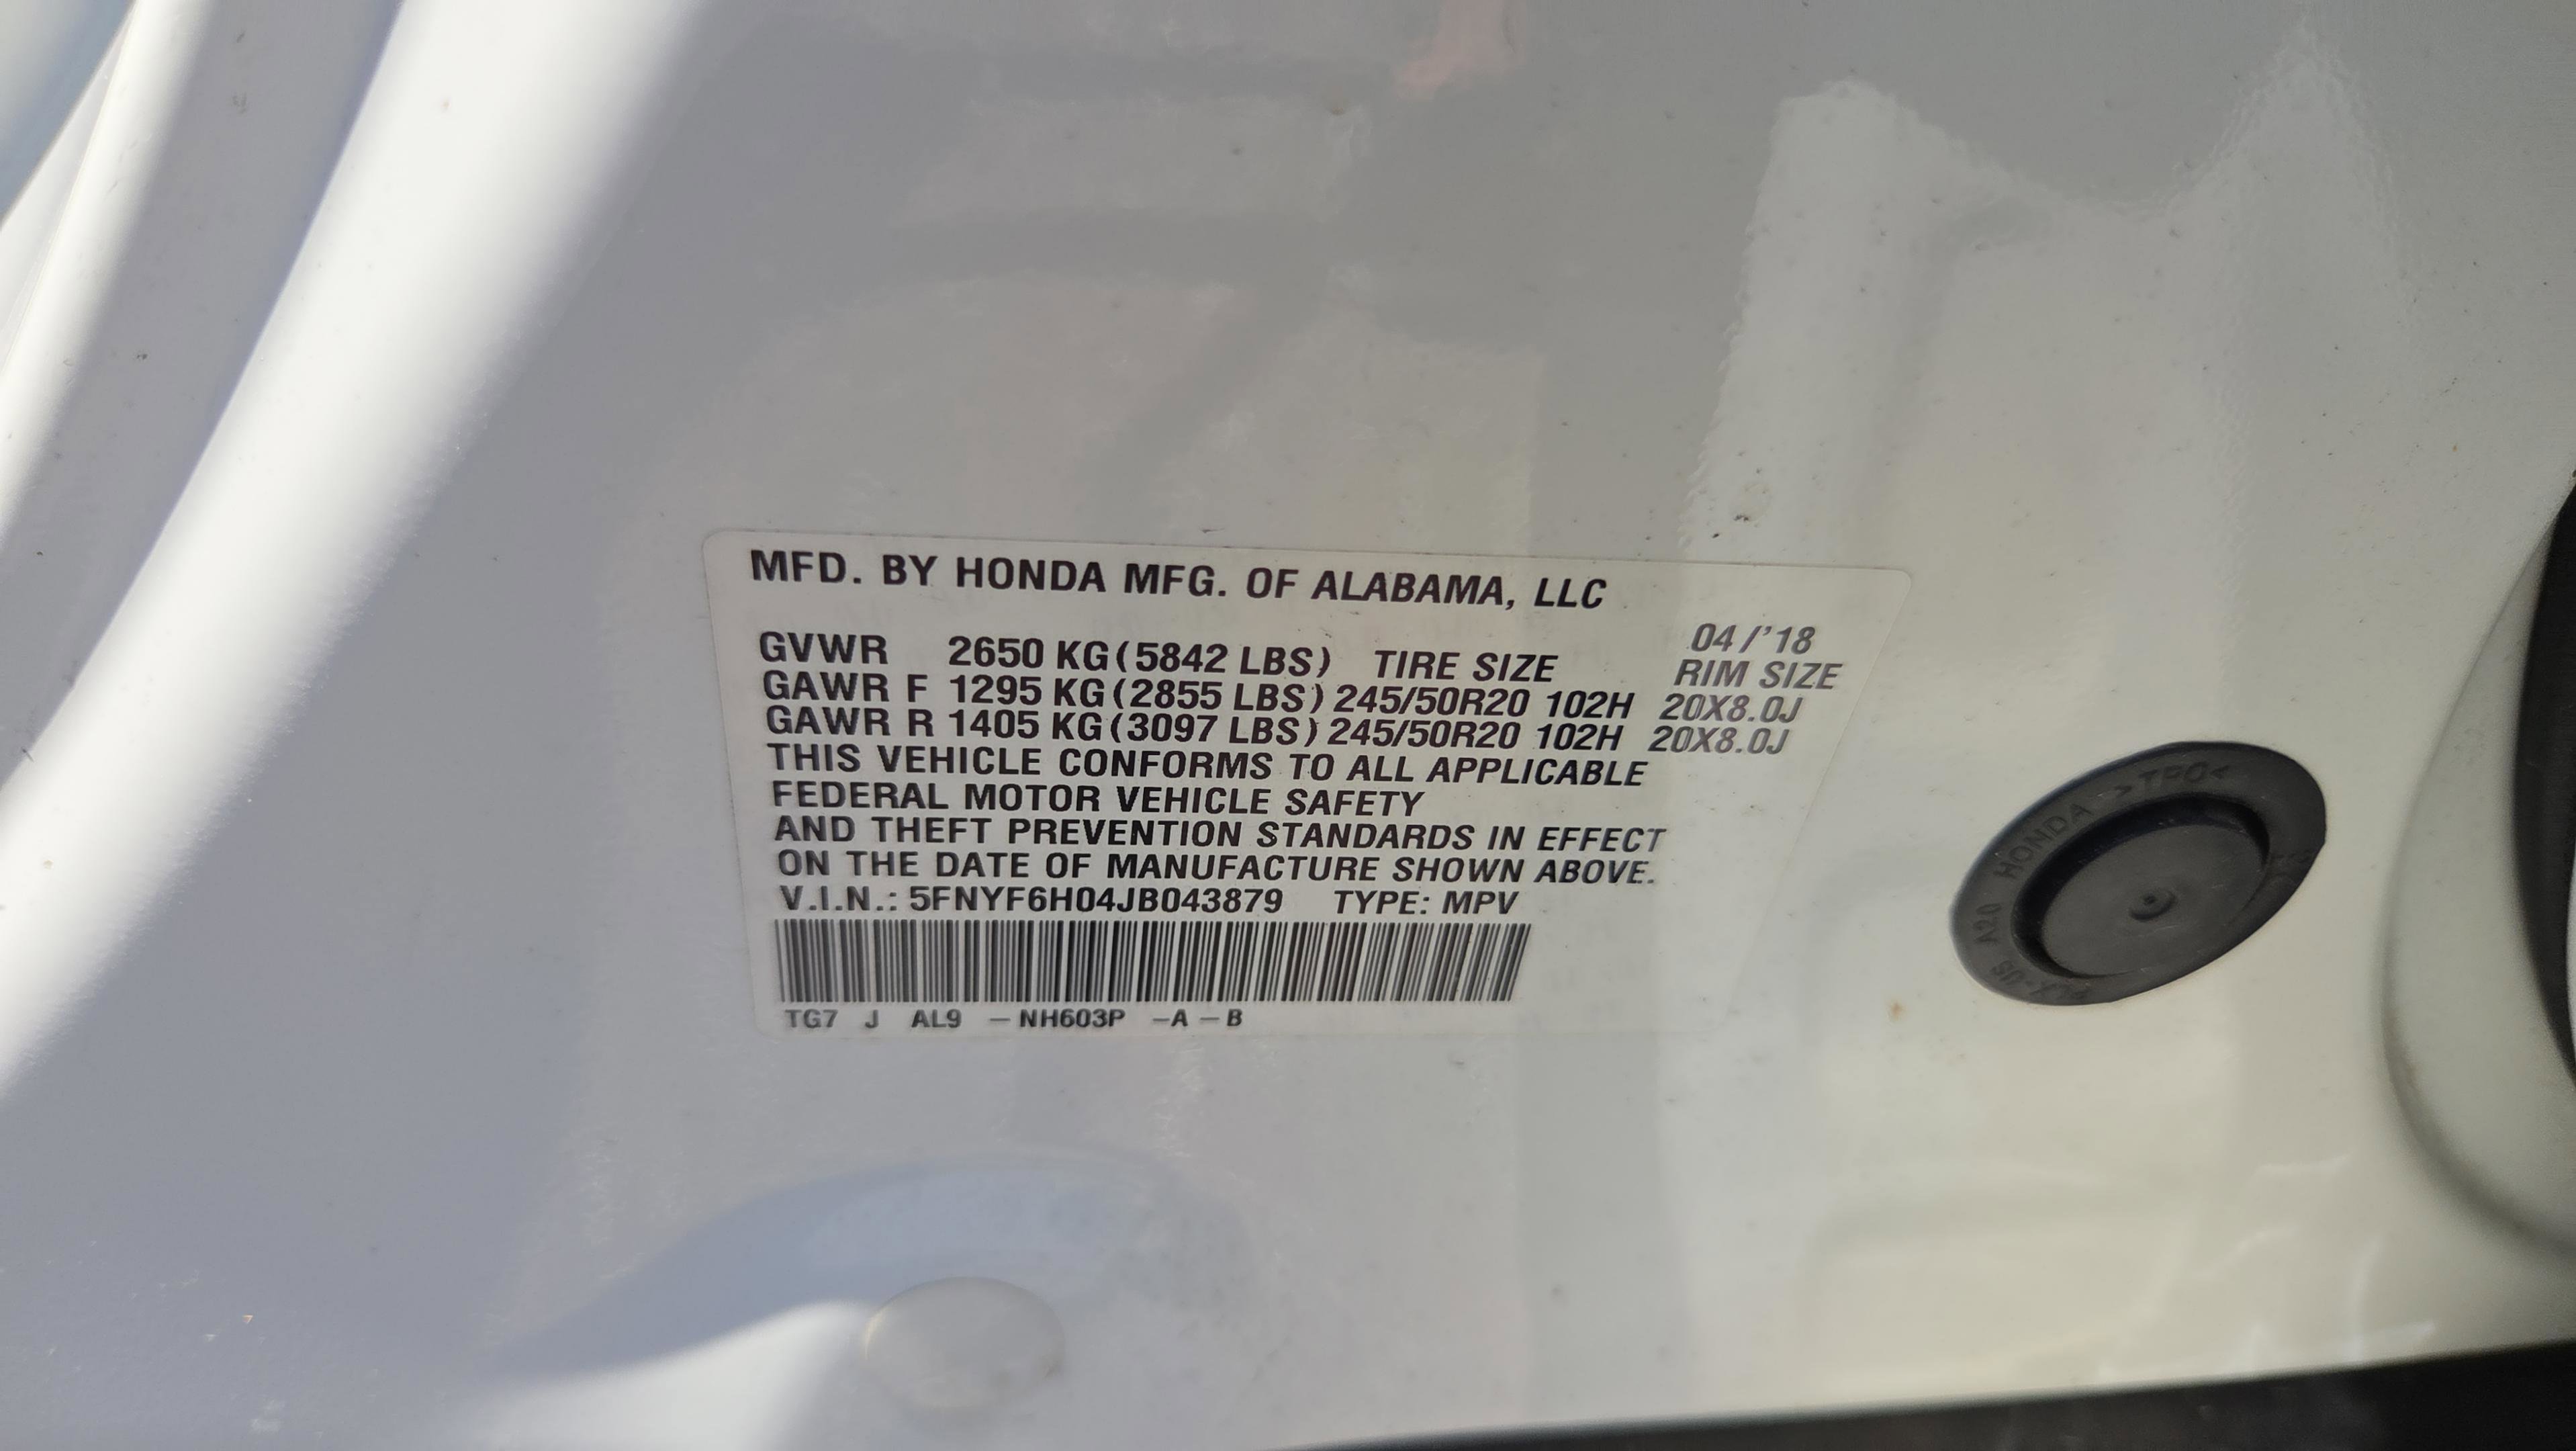 MFD. BY HONDA MFG. OF ALABAMA, LLC
04/'18
GVWR 2650 KG(5842 LBS) TIRE SIZE RIM SIZE
GAWR F 1295 KG(2855 LBS) 245/50R20 102H 20X8.0J
GAWR R 1405 KG(3097 LBS) 245/50R20 102H 20X8.0J
THIS VEHICLE CONFORMS TO ALL APPLICABLE
FEDERAL MOTOR VEHICLE SAFETY
AND THEFT PREVENTION STANDARDS IN EFFECT
ON THE DATE OF MANUFACTURE SHOWN ABOVE.
V.I.N.: 5FNYF6H04JB043879 TYPE: MPV
TG7 J AL9 -NH603P -A-B
A20 HONDA >TPO<